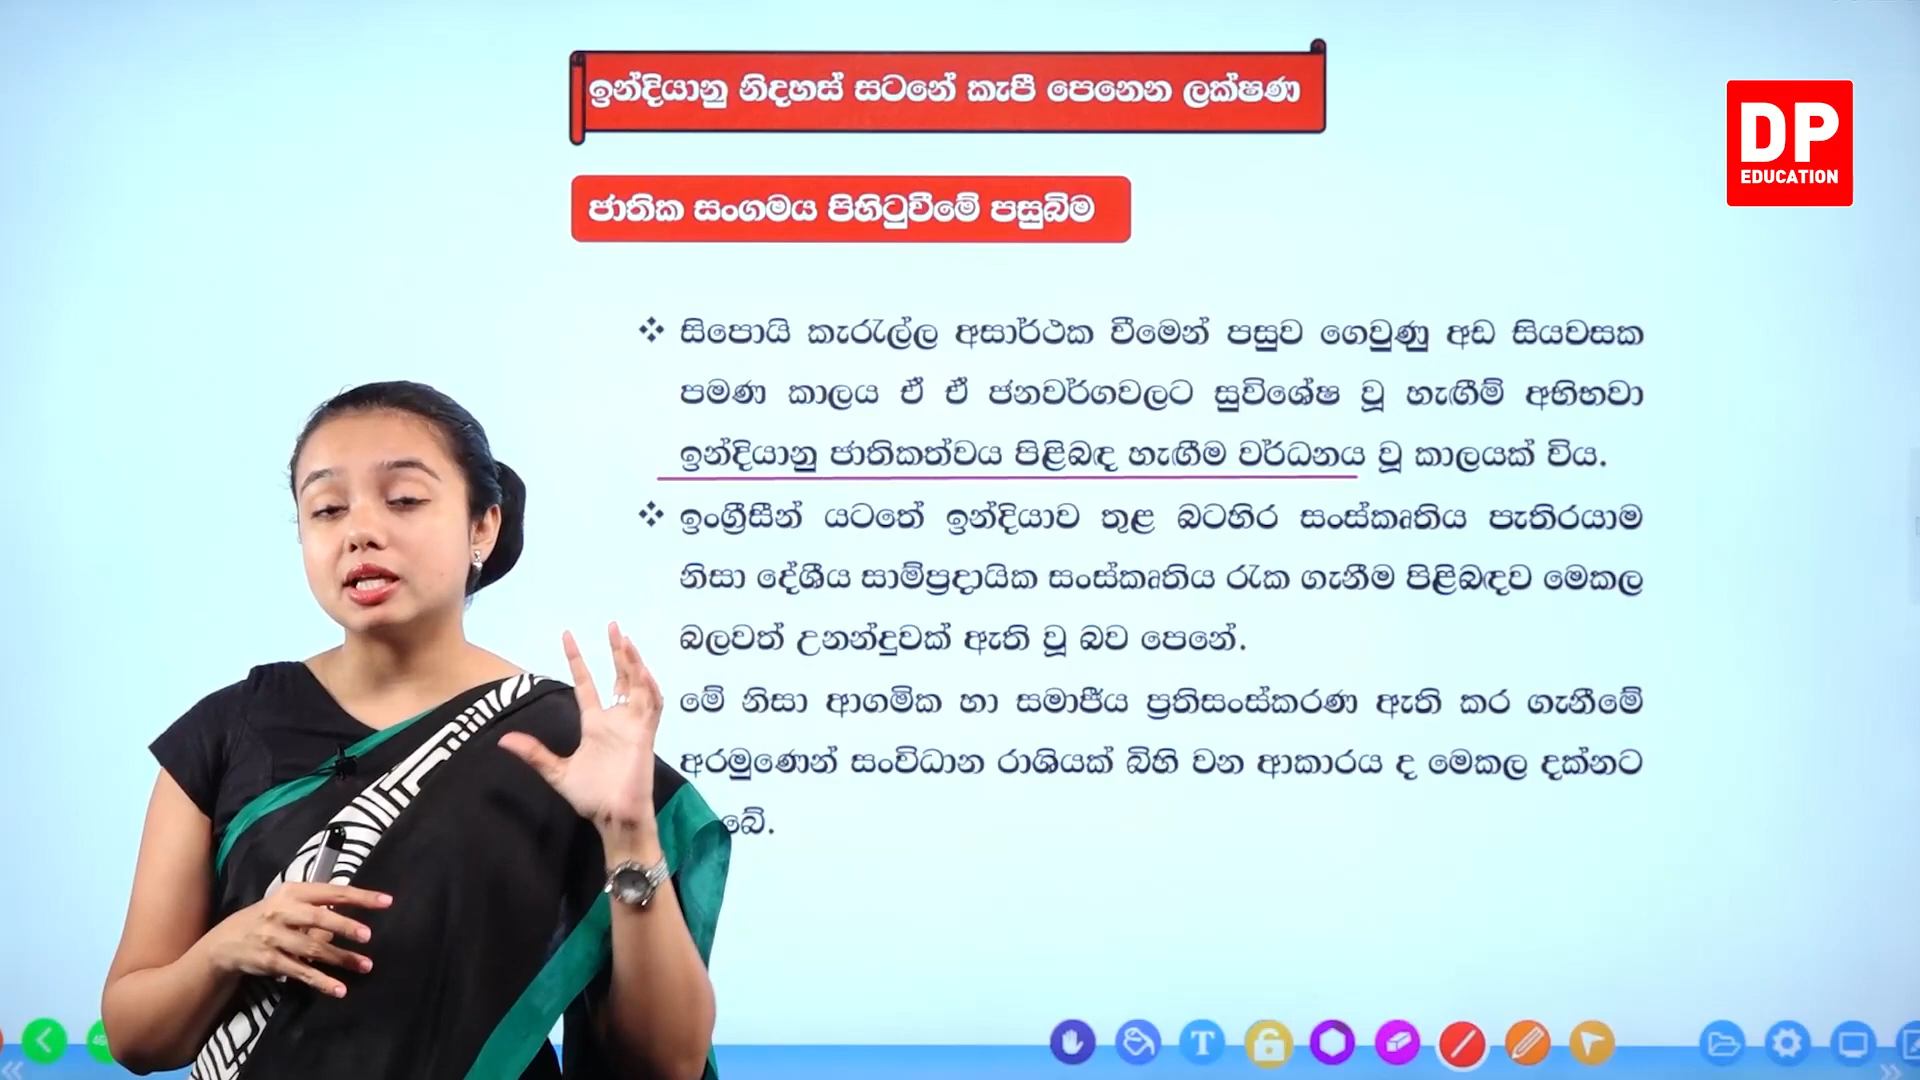 ඉන්දියානු නිදහස් සටනේ කැපී පෙනෙන ලක්ෂණ
DP
EDUCATION
ජාතික සංගමය පිහිටුවීමේ පසුබිම
සිපොයි කැරැල්ල අසාර්ථක වීමෙන් පසුව ගෙවුණු අඩ සියවසක
පමණ කාලය ඒ ඒ ජනවර්ගවලට සුවිශේෂ වූ හැඟීම් අභිභවා
ඉන්දියානු ජාතිකත්වය පිළිබඳ හැඟීම වර්ධනය වූ කාලයක් විය.
ඉංග්‍රීසීන් යටතේ ඉන්දියාව තුළ බටහිර සංස්කෘතිය පැතිරයාම
නිසා දේශීය සාම්ප්‍රදායික සංස්කෘතිය රැක ගැනීම පිළිබඳව මෙකල
බලවත් උනන්දුවක් ඇති වූ බව පෙනේ.
මේ නිසා ආගමික හා සමාජීය ප්‍රතිසංස්කරණ ඇති කර ගැනීමේ
අරමුණෙන් සංවිධාන රාශියක් බිහි වන ආකාරය ද මෙකල දක්නට